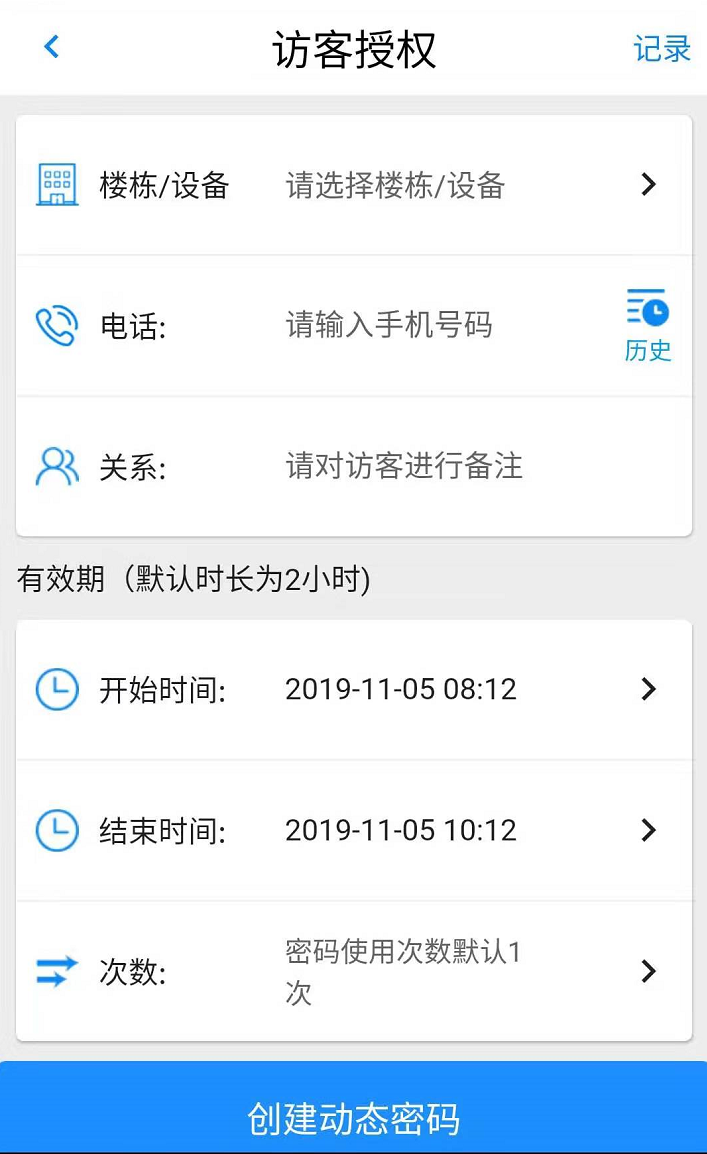 访客授权
记录
楼栋/设备
请选择楼栋/设备
电话:
请输入手机号码
历史
关系:
请对访客进行备注
有效期（默认时长为2小时)
开始时间:
2019-11-05 08:12
结束时间:
2019-11-05 10:12
次数:
密码使用次数默认1
次
创建动态密码